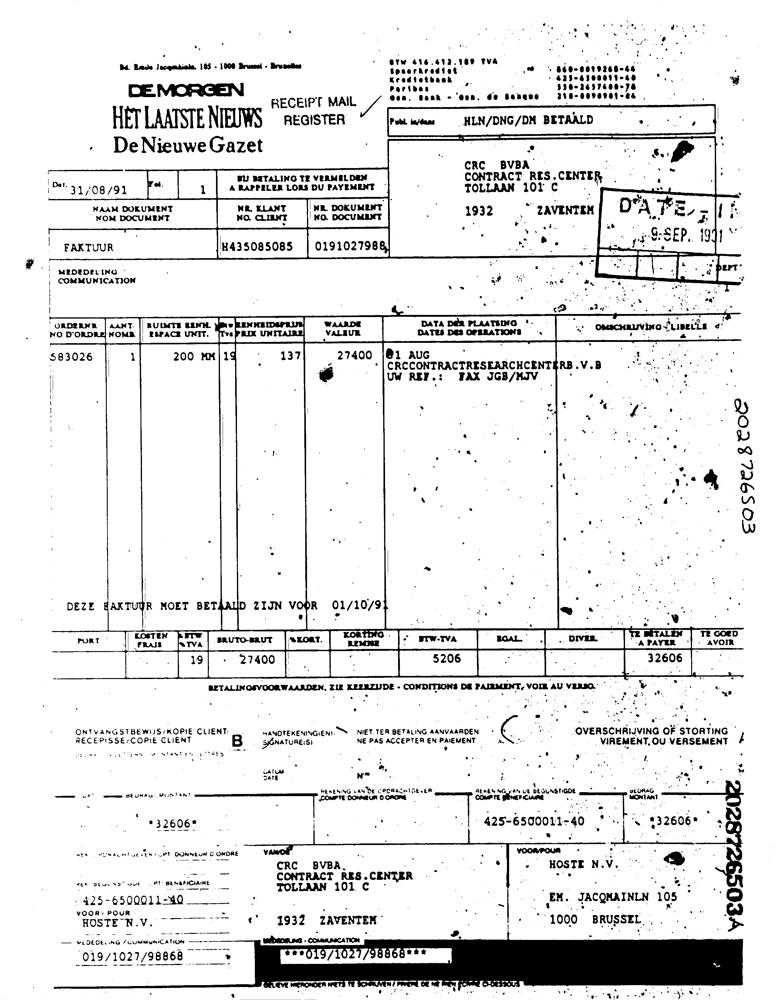 Bd. Emile Jacqmainln. 105 - 1000 Brussel - Bruxelles
DE MORGEN
HET LAATSTE NIEUWS
De Nieuwe Gazet
RECEIPT MAIL
REGISTER
BTW 416.412.189 TVA
Spaarkrediet
Kredietbank 425-6500011-40
Paribas
Gen. Bank - Gen. de Banque
Publ. in/dans HLN/DNG/DM BETAALD
CRC BVBA
CONTRACT RES.CENTER
TOLLAAN 101 C
1932 ZAVENTEM
DATE
9 SEP. 1991
DEPT
Dat. 31/08/91 Fol. 1
BIJ BETALING TE VERMELDEN
A RAPPELER LORS DU PAYEMENT
NAAM DOKUMENT NR. KLANT NR. DOKUMENT
NOM DOCUMENT NO. CLIENT NO. DOCUMENT
FAKTUUR H435085085 0191027988
MEDEDELING
COMMUNICATION
ORDERNR AANT. RUIMTE EENH. Btw EENHEIDSPRIJS WAARDE DATA DER PLAATSING OMSCHRIJVING - LIBELLE
NO D'ORDRE NOMB. ESPACE UNIT. Tva PRIX UNITAIRE VALEUR DATES DES OPERATIONS
583026 1 200 MM 19 137 27400 01 AUG
CRCCONTRACTRESEARCHCENTERB.V.B
UW REF.: FAX JGB/MJV
2028726503
DEZE FAKTUUR MOET BETAALD ZIJN VOOR 01/10/91
PORT KOSTEN % BTW BRUTO-BRUT %KORT. KORTING BTW-TVA EGAL. DIVER. TE BETALEN TE GOED
FRAIS % TVA REMISE A PAYER AVOIR
19 27400 5206 32606
BETALINGSVOORWAARDEN, ZIE KEERZIJDE - CONDITIONS DE PAIEMENT, VOIR AU VERSO.
ONTVANGSTBEWIJS/KOPIE CLIENT B HANDTEKENING(EN) NIET TER BETALING AANVAARDEN OVERSCHRIJVING OF STORTING
RECEPISSE/COPIE CLIENT SIGNATURE(S) NE PAS ACCEPTER EN PAIEMENT VIREMENT, OU VERSEMENT
DATUM
DATE
N°
BEDRAG - MONTANT REKENING VAN DE OPDRACHTGEVER REKENING VAN DE BEGUNSTIGDE BEDRAG
COMPTE DONNEUR D'ORDRE COMPTE BENEFICIAIRE MONTANT
*32606* 425-6500011-40 *32606*
VAN/DE VOOR/POUR
CRC BVBA HOSTE N.V.
CONTRACT RES.CENTER
TOLLAAN 101 C
425-6500011-40 EM. JACQMAINLN 105
VOOR - POUR
HOSTE N.V. 1932 ZAVENTEM 1000 BRUSSEL
MEDEDELING / COMMUNICATION MEDEDELING - COMMUNICATION
019/1027/98868 ***019/1027/98868***
GELIEVE HIERONDER NIETS TE SCHRIJVEN / PRIERE DE NE RIEN ECRIRE CI-DESSOUS
2028726503A